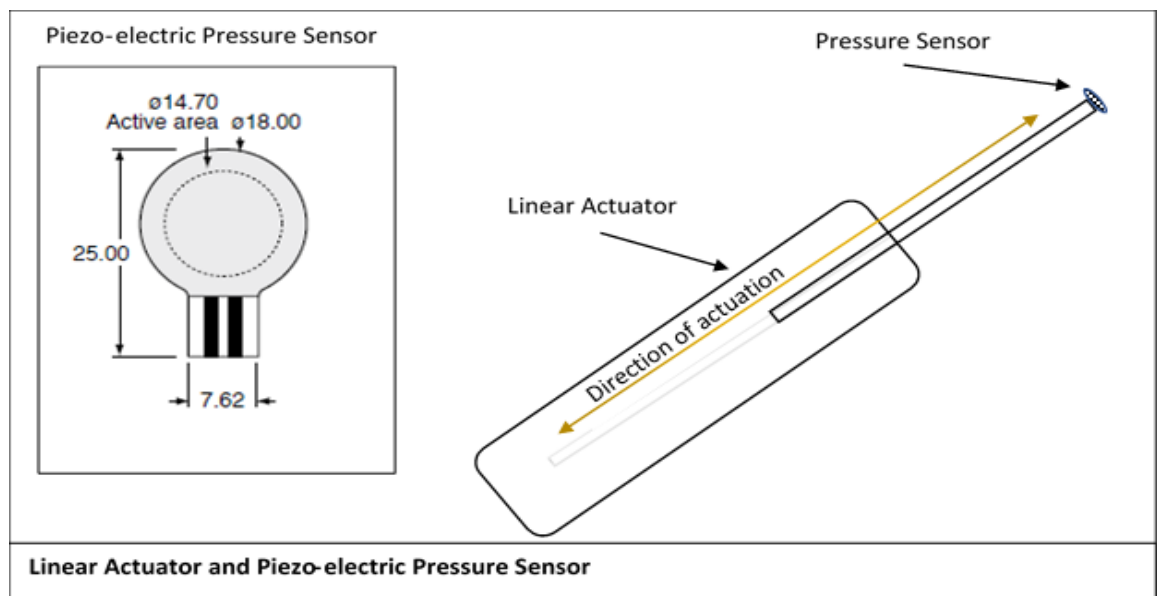 Piezo-electric Pressure Sensor
ø14.70
Active area ø18.00
25.00
7.62
Pressure Sensor
Linear Actuator
Direction of actuation
Linear Actuator and Piezo-electric Pressure Sensor